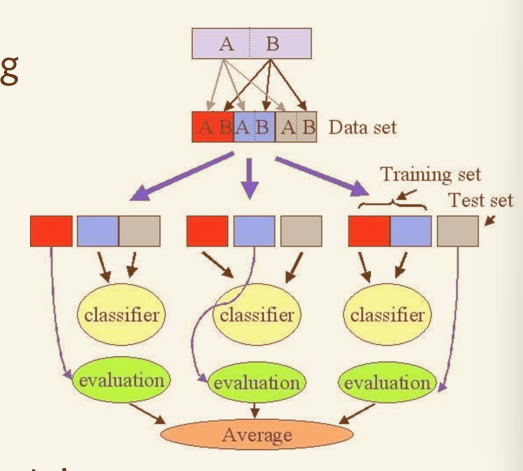 g
A B
A B A B A B Data set
Training set
Test set
classifier classifier classifier
evaluation evaluation evaluation
Average